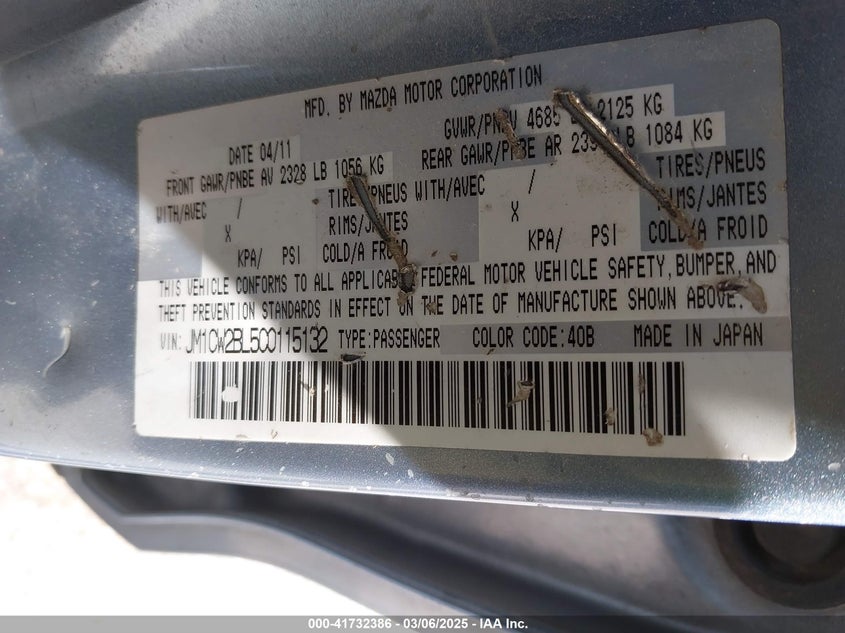 MFD. BY MAZDA MOTOR CORPORATION
DATE 04/11
GVWR/PNBV 4685 2125 KG
FRONT GAWR/PNBE AV 2328 LB 1056 KG
REAR GAWR/PNBE AR LB 1084 KG
WITH/AVEC / TIRES/PNEUS WITH/AVEC / TIRES/PNEUS
X RIMS/JANTES X RIMS/JANTES
KPA/ PSI COLD/A FROID KPA/ PSI COLD/A FROID
THIS VEHICLE CONFORMS TO ALL FEDERAL MOTOR VEHICLE SAFETY, BUMPER, AND
THEFT PREVENTION STANDARDS IN EFFECT ON THE DATE OF MANUFACTURE SHOWN ABOVE.
VIN: JM1CW2BL5C0115132 TYPE:PASSENGER COLOR CODE:40B MADE IN JAPAN
000-41732386 - 03/06/2025 - IAA Inc.